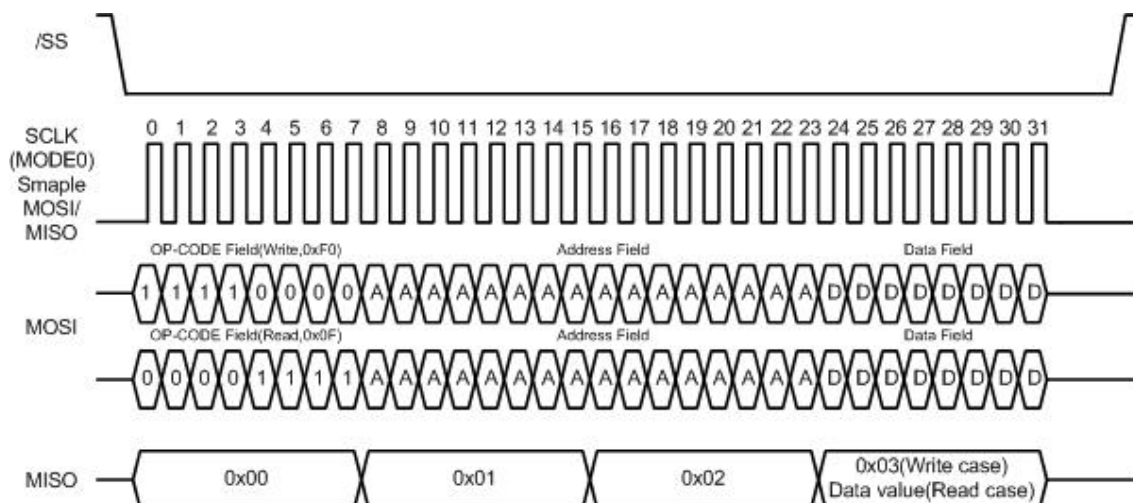 /SS
0 1 2 3 4 5 6 7 8 9 10 11 12 13 14 15 16 17 18 19 20 21 22 23 24 25 26 27 28 29 30 31
SCLK
(MODE0)
Smaple
MOSI/
MISO
OP-CODE Field(Write,0xF0) Address Field Data Field
1 1 1 1 0 0 0 0 A A A A A A A A A A A A A A A A D D D D D D D D
MOSI
OP-CODE Field(Read,0x0F) Address Field Data Field
0 0 0 0 1 1 1 1 A A A A A A A A A A A A A A A A D D D D D D D D
MISO
0x00 0x01 0x02
0x03(Write case)
Data value(Read case)